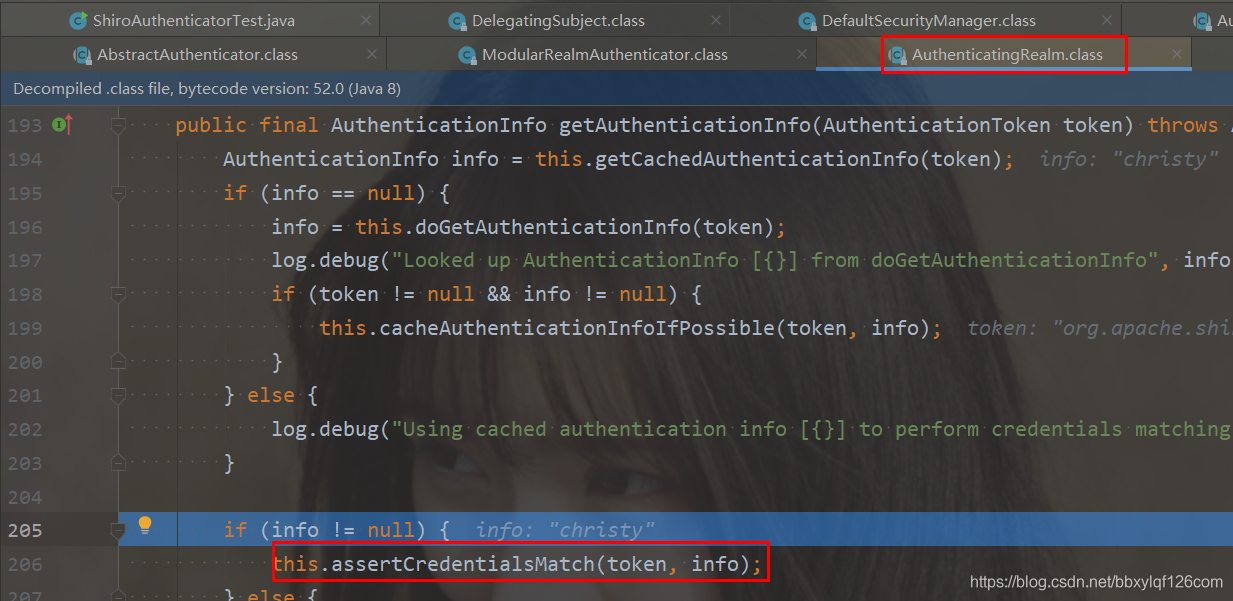 ShiroAuthenticatorTest.java × DelegatingSubject.class × DefaultSecurityManager.class ×
AbstractAuthenticator.class × ModularRealmAuthenticator.class × AuthenticatingRealm.class ×
Decompiled .class file, bytecode version: 52.0 (Java 8)
193 public final AuthenticationInfo getAuthenticationInfo(AuthenticationToken token) throws
194 AuthenticationInfo info = this.getCachedAuthenticationInfo(token); info: "christy"
195 if (info == null) {
196 info = this.doGetAuthenticationInfo(token);
197 log.debug("Looked up AuthenticationInfo [{}] from doGetAuthenticationInfo", info
198 if (token != null && info != null) {
199 this.cacheAuthenticationInfoIfPossible(token, info); token: "org.apache.shi
200 }
201 } else {
202 log.debug("Using cached authentication info [{}] to perform credentials matching
203 }
204
205 if (info != null) { info: "christy"
206 this.assertCredentialsMatch(token, info);
207 } else {
https://blog.csdn.net/bbxylqf126com